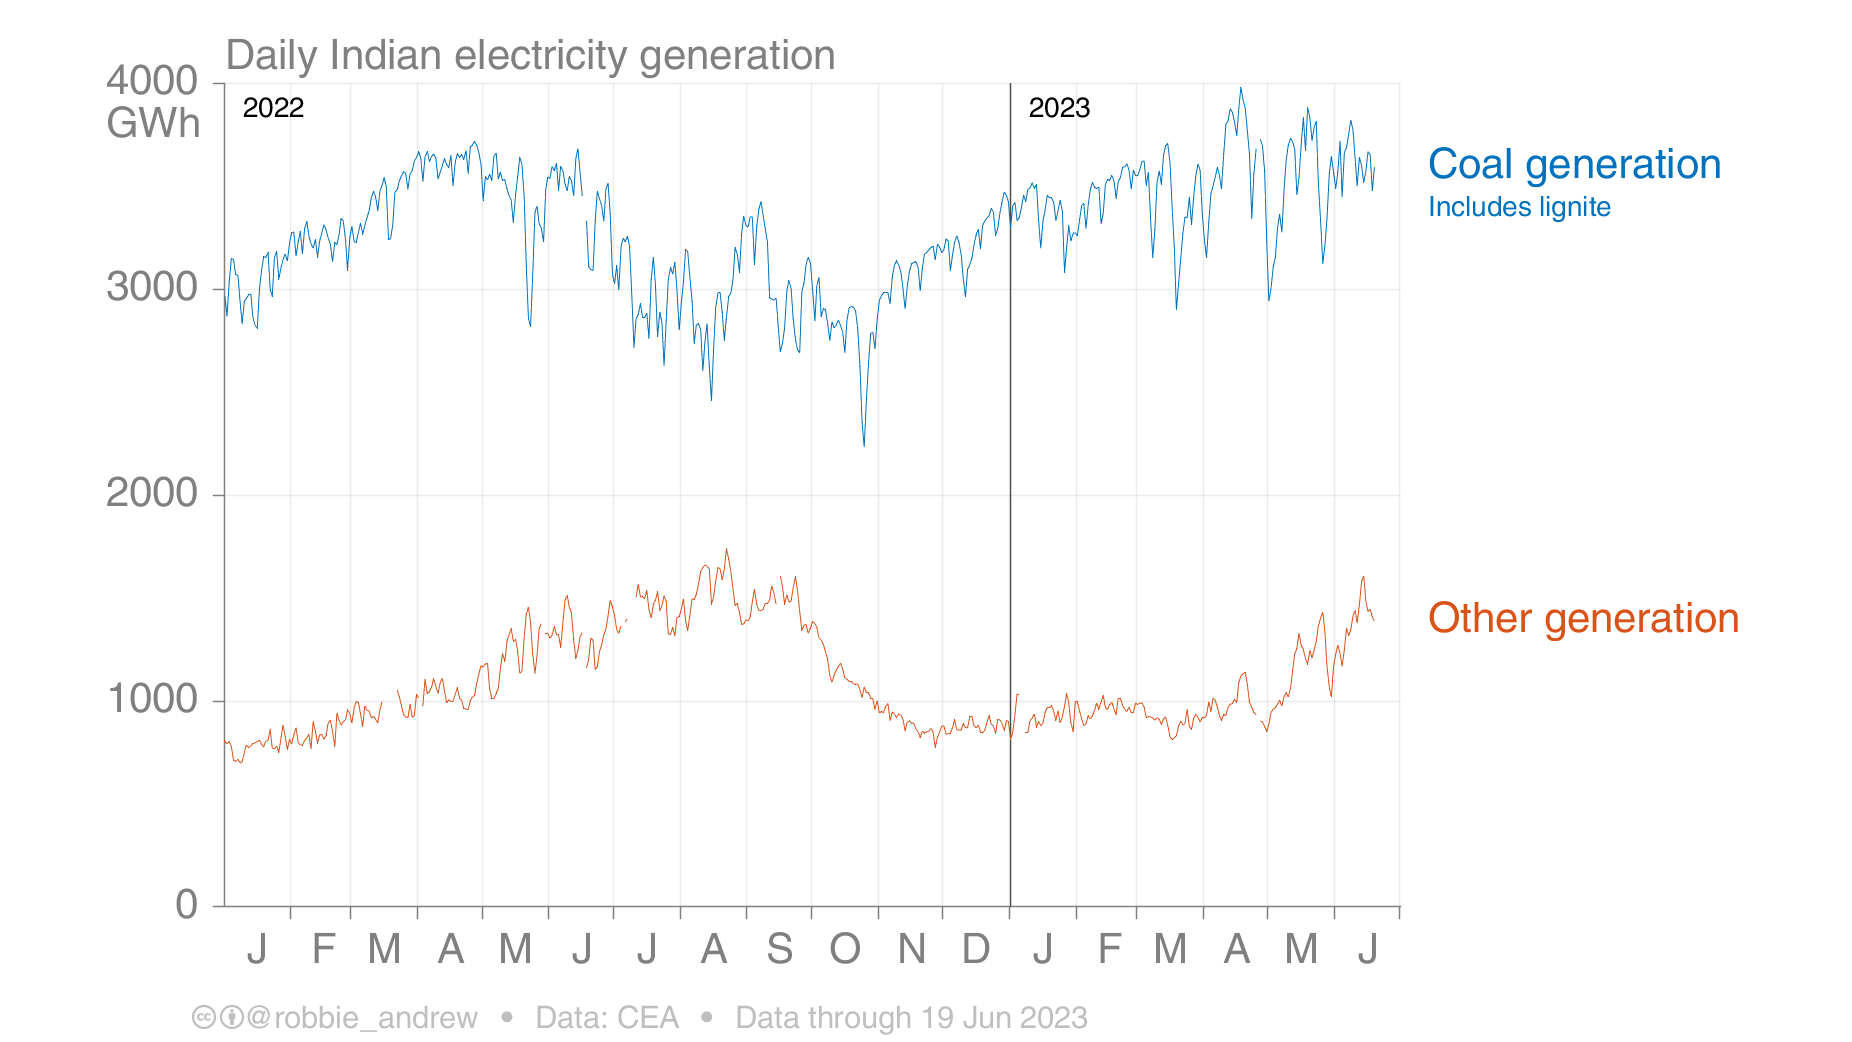 Daily Indian electricity generation
4000
GWh
2022
2023
Coal generation
Includes lignite
3000
2000
Other generation
1000
0
J F M A M J J A S O N D J F M A M J
@robbie_andrew • Data: CEA • Data through 19 Jun 2023